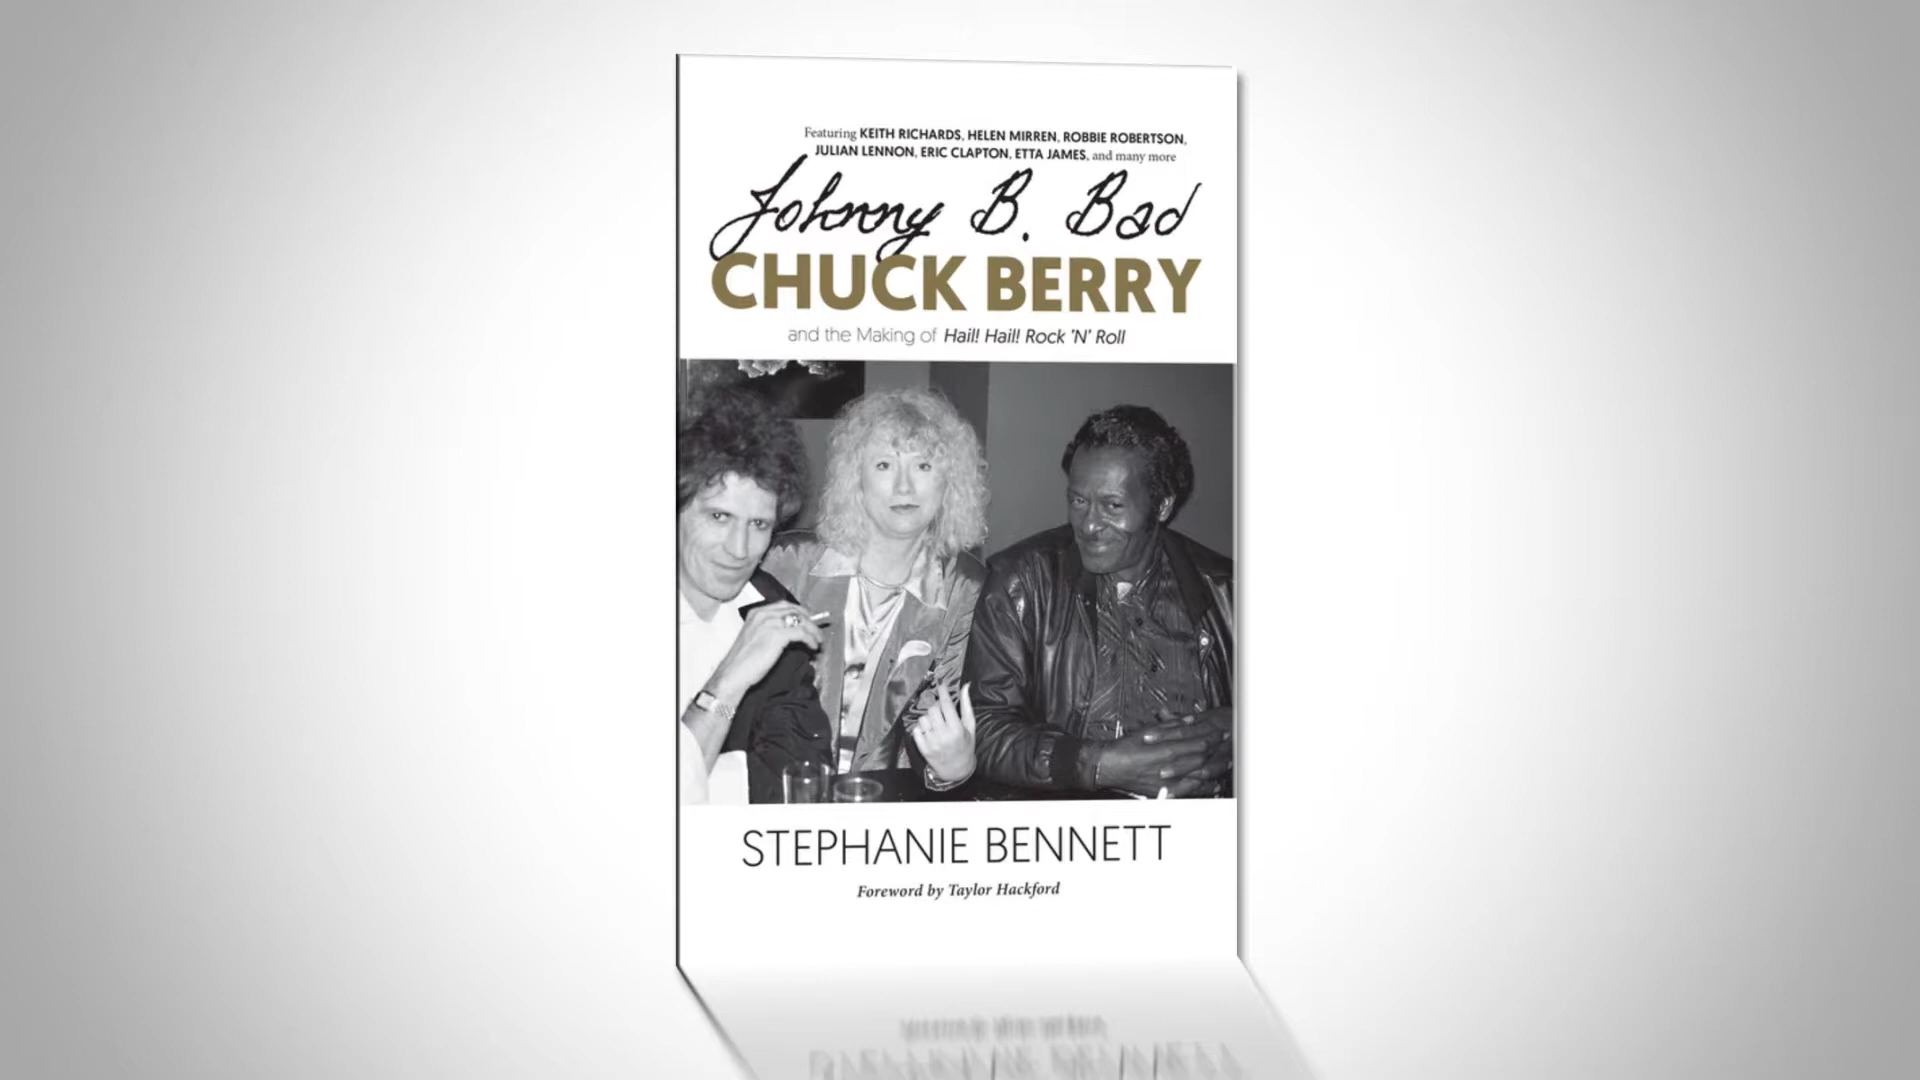 Featuring KEITH RICHARDS, HELEN MIRREN, ROBBIE ROBERTSON,
JULIAN LENNON, ERIC CLAPTON, ETTA JAMES, and many more
Johnny B. Bad
CHUCK BERRY
and the Making of Hail! Hail! Rock 'N' Roll
STEPHANIE BENNETT
Foreword by Taylor Hackford